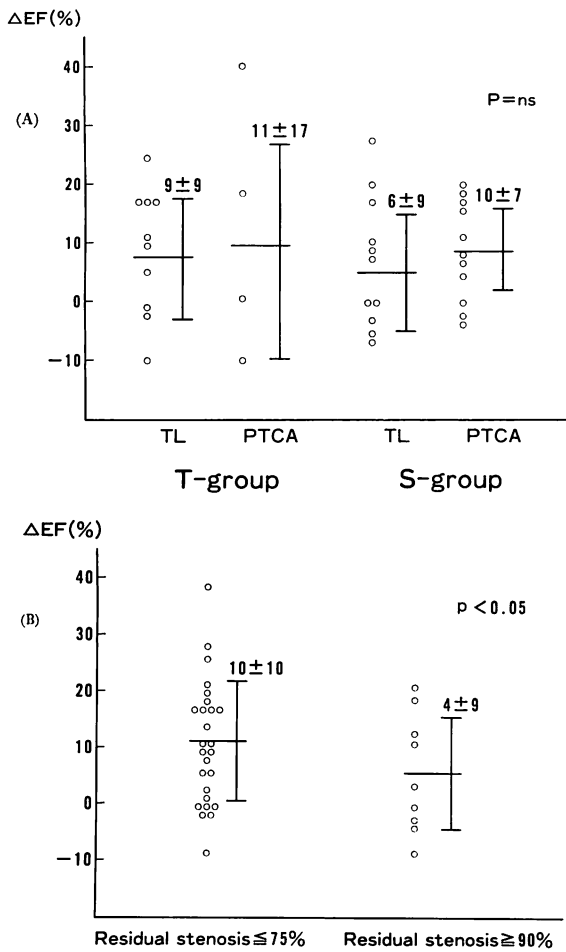 △EF(%)
40
(A)
P=ns
30
11±17
20
9±9
6±9
10±7
10
0
−10
TL
PTCA
TL
PTCA
T-group
S-group
△EF(%)
40
(B)
p<0.05
30
10±10
20
4±9
10
0
−10
Residual stenosis≦75%
Residual stenosis≧90%